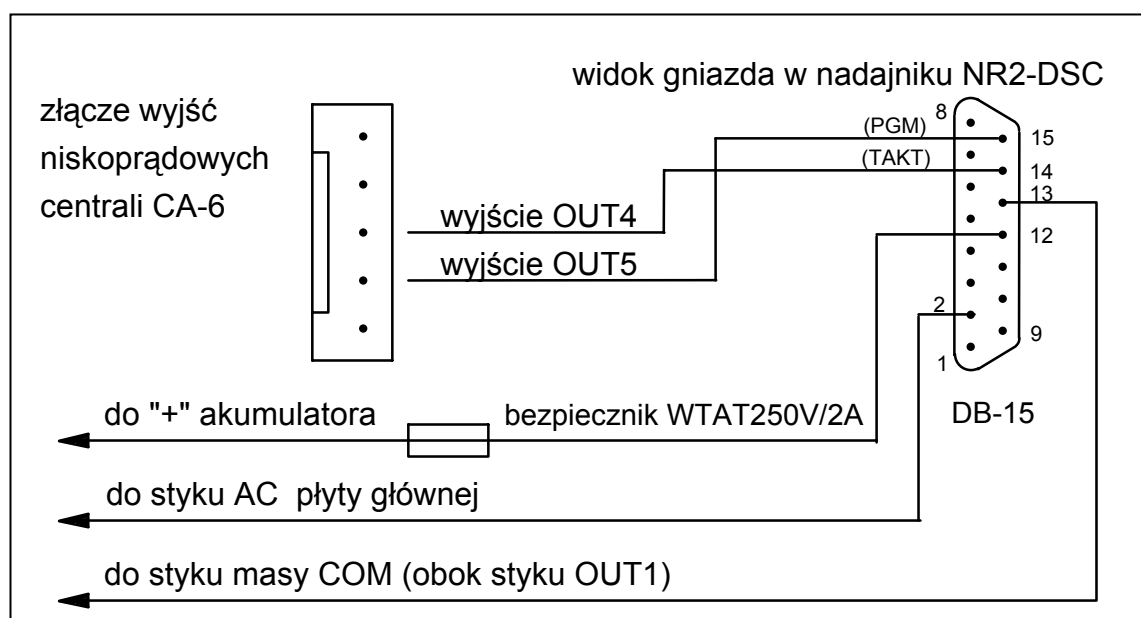 widok gniazda w nadajniku NR2-DSC
złącze wyjść
niskoprądowych
centrali CA-6
8
(PGM)
15
(TAKT)
14
13
wyjście OUT4
12
wyjście OUT5
2
9
1
do "+" akumulatora
bezpiecznik WTAT250V/2A
DB-15
do styku AC płyty głównej
do styku masy COM (obok styku OUT1)